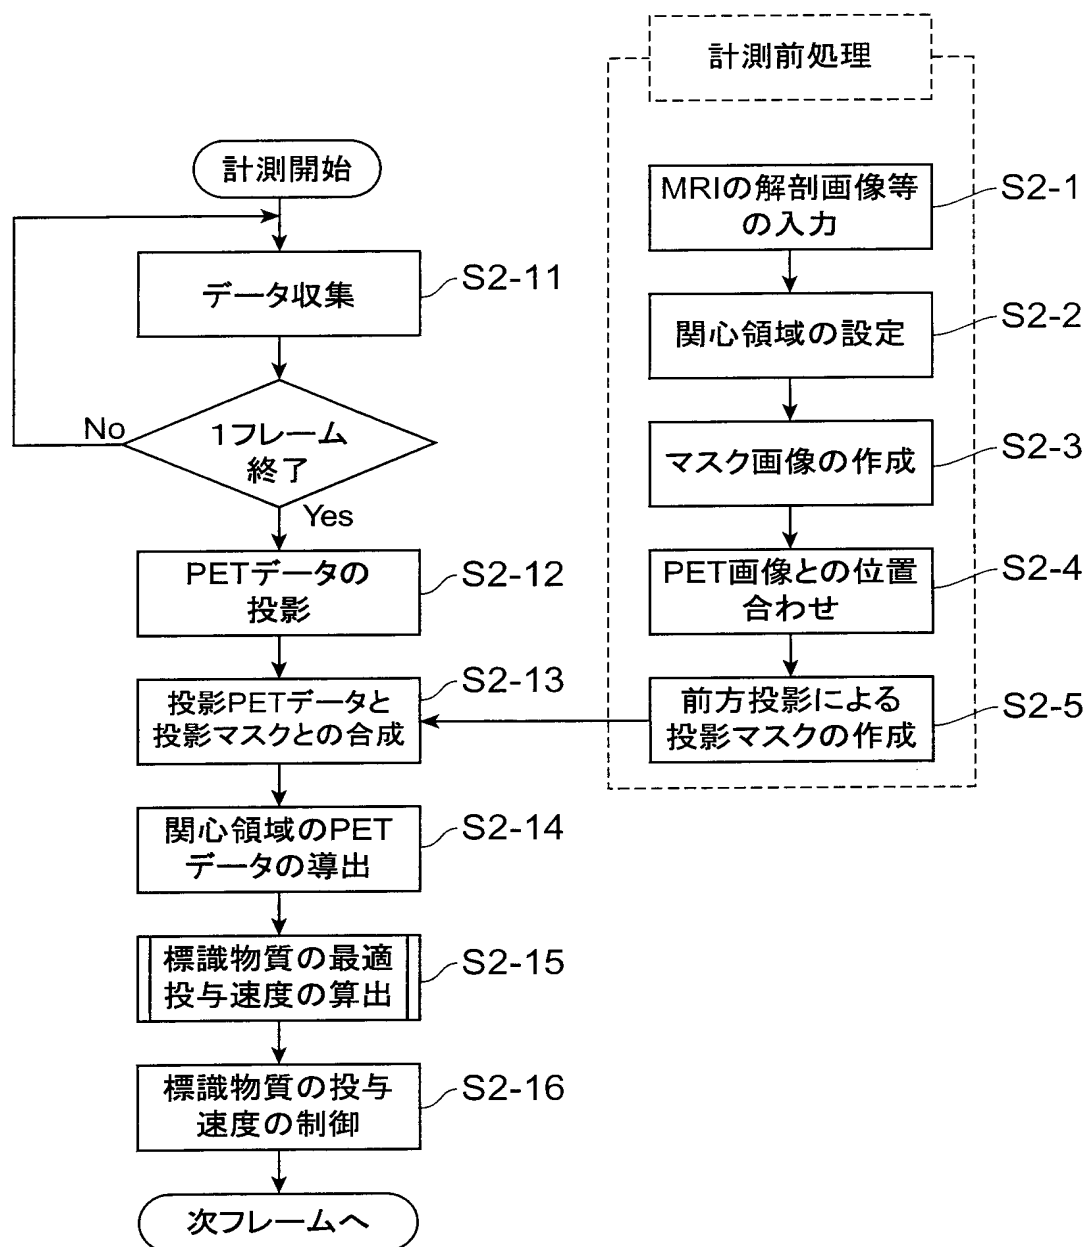 計測開始
データ収集
S2-11
No
1フレーム
終了
Yes
PETデータの
投影
S2-12
投影PETデータと
投影マスクとの合成
S2-13
関心領域のPET
データの導出
S2-14
標識物質の最適
投与速度の算出
S2-15
標識物質の投与
速度の制御
S2-16
次フレームへ
計測前処理
MRIの解剖画像等
の入力
S2-1
関心領域の設定
S2-2
マスク画像の作成
S2-3
PET画像との位置
合わせ
S2-4
前方投影による
投影マスクの作成
S2-5